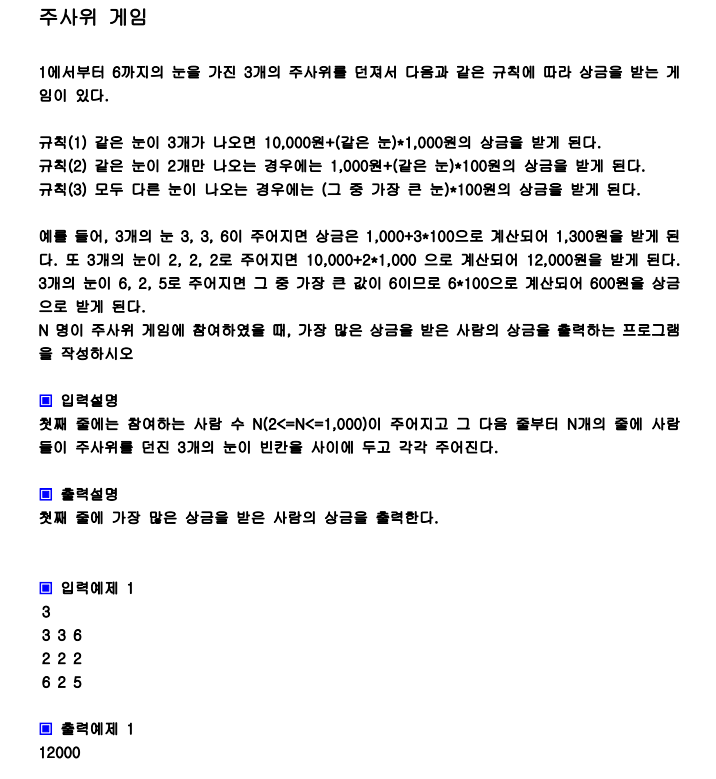 주사위 게임
1에서부터 6까지의 눈을 가진 3개의 주사위를 던져서 다음과 같은 규칙에 따라 상금을 받는 게
임이 있다.
규칙(1) 같은 눈이 3개가 나오면 10,000원+(같은 눈)*1,000원의 상금을 받게 된다.
규칙(2) 같은 눈이 2개만 나오는 경우에는 1,000원+(같은 눈)*100원의 상금을 받게 된다.
규칙(3) 모두 다른 눈이 나오는 경우에는 (그 중 가장 큰 눈)*100원의 상금을 받게 된다.
예를 들어, 3개의 눈 3, 3, 6이 주어지면 상금은 1,000+3*100으로 계산되어 1,300원을 받게 된
다. 또 3개의 눈이 2, 2, 2로 주어지면 10,000+2*1,000 으로 계산되어 12,000원을 받게 된다.
3개의 눈이 6, 2, 5로 주어지면 그 중 가장 큰 값이 6이므로 6*100으로 계산되어 600원을 상금
으로 받게 된다.
N 명이 주사위 게임에 참여하였을 때, 가장 많은 상금을 받은 사람의 상금을 출력하는 프로그램
을 작성하시오
▣ 입력설명
첫째 줄에는 참여하는 사람 수 N(2<=N<=1,000)이 주어지고 그 다음 줄부터 N개의 줄에 사람
들이 주사위를 던진 3개의 눈이 빈칸을 사이에 두고 각각 주어진다.
▣ 출력설명
첫째 줄에 가장 많은 상금을 받은 사람의 상금을 출력한다.
▣ 입력예제 1
3
3 3 6
2 2 2
6 2 5
▣ 출력예제 1
12000